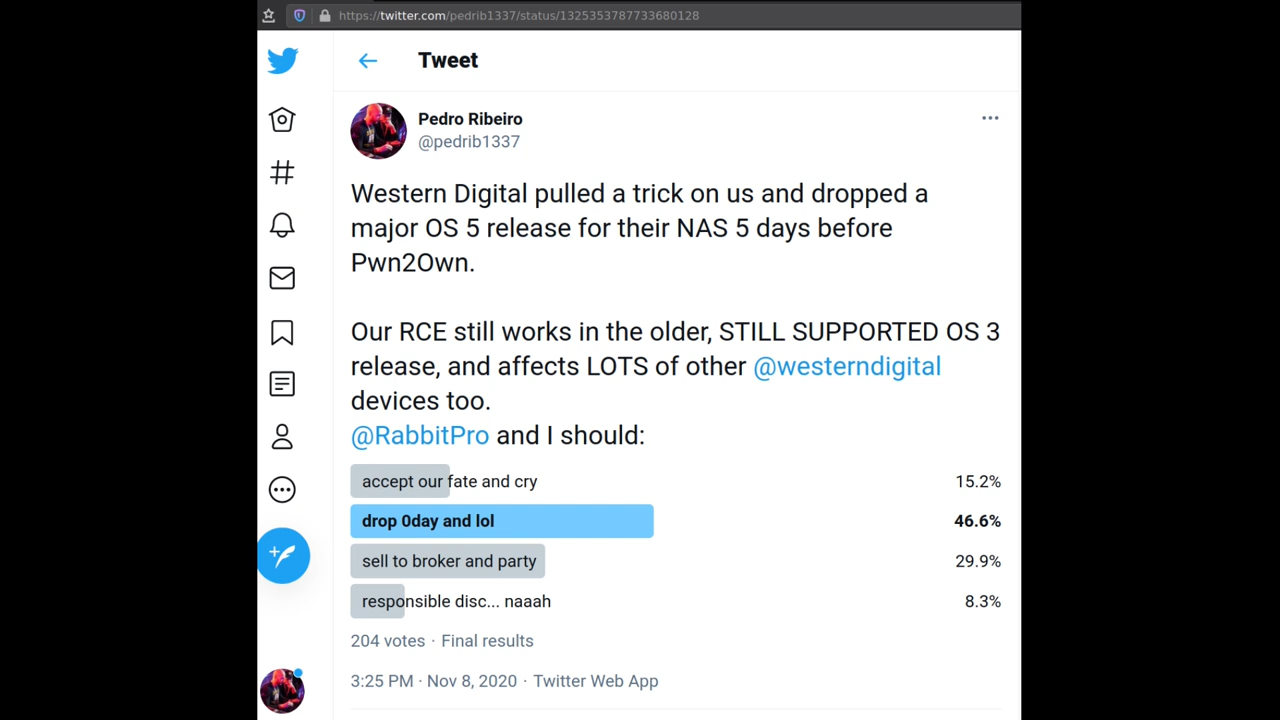 https://twitter.com/pedrib1337/status/1325353787733680128
Tweet
Pedro Ribeiro
@pedrib1337
Western Digital pulled a trick on us and dropped a
major OS 5 release for their NAS 5 days before
Pwn2Own.
Our RCE still works in the older, STILL SUPPORTED OS 3
release, and affects LOTS of other @westerndigital
devices too.
@RabbitPro and I should:
accept our fate and cry 15.2%
drop 0day and lol 46.6%
sell to broker and party 29.9%
responsible disc... naaah 8.3%
204 votes · Final results
3:25 PM · Nov 8, 2020 · Twitter Web App